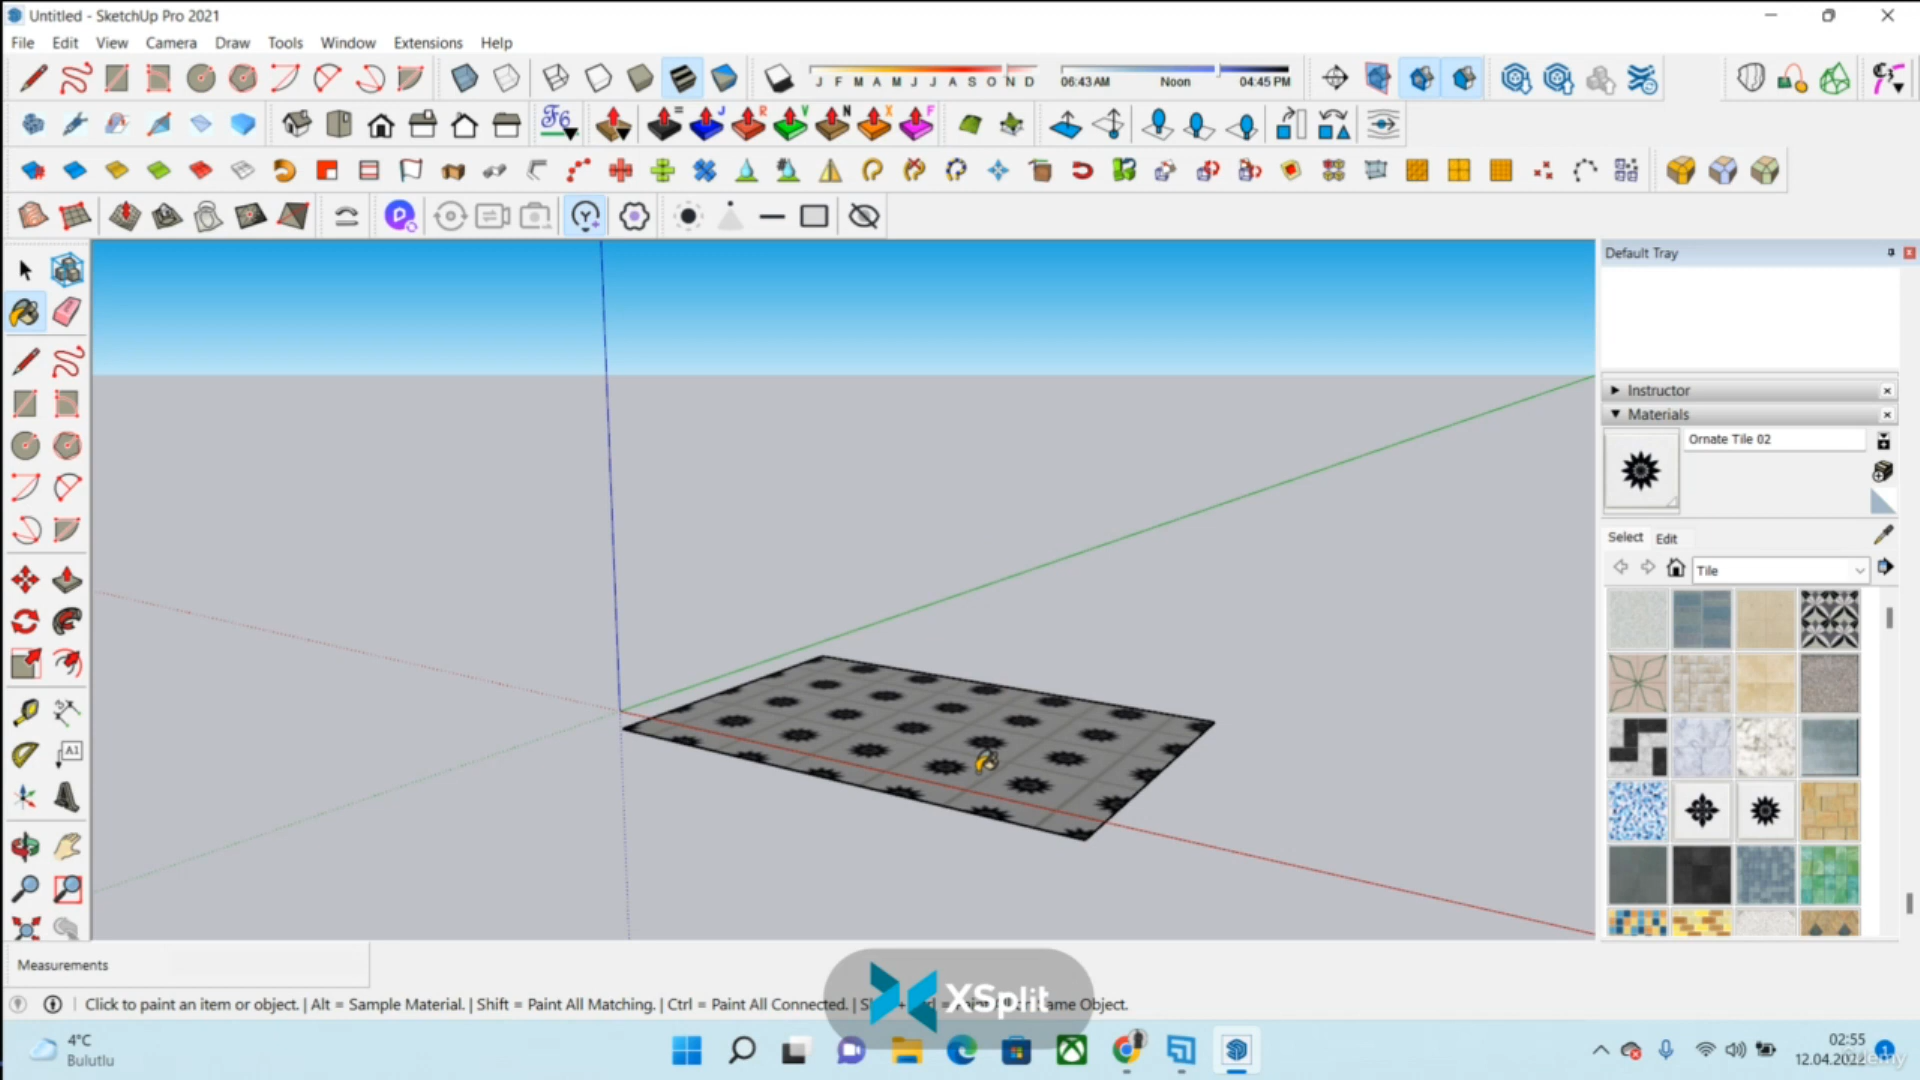 Untitled - SketchUp Pro 2021
File Edit View Camera Draw Tools Window Extensions Help
J F M A M J J A S O N D
06:43 AM Noon 04:45 PM
= J R V N X F
Default Tray
Instructor
Materials
Ornate Tile 02
Select Edit
Tile
A1
Measurements
Click to paint an item or object. | Alt = Sample Material. | Shift = Paint All Matching. | Ctrl = Paint All Connected. | S
ame Object.
XSplit
4°C
Bulutlu
02:55
12.04.2022